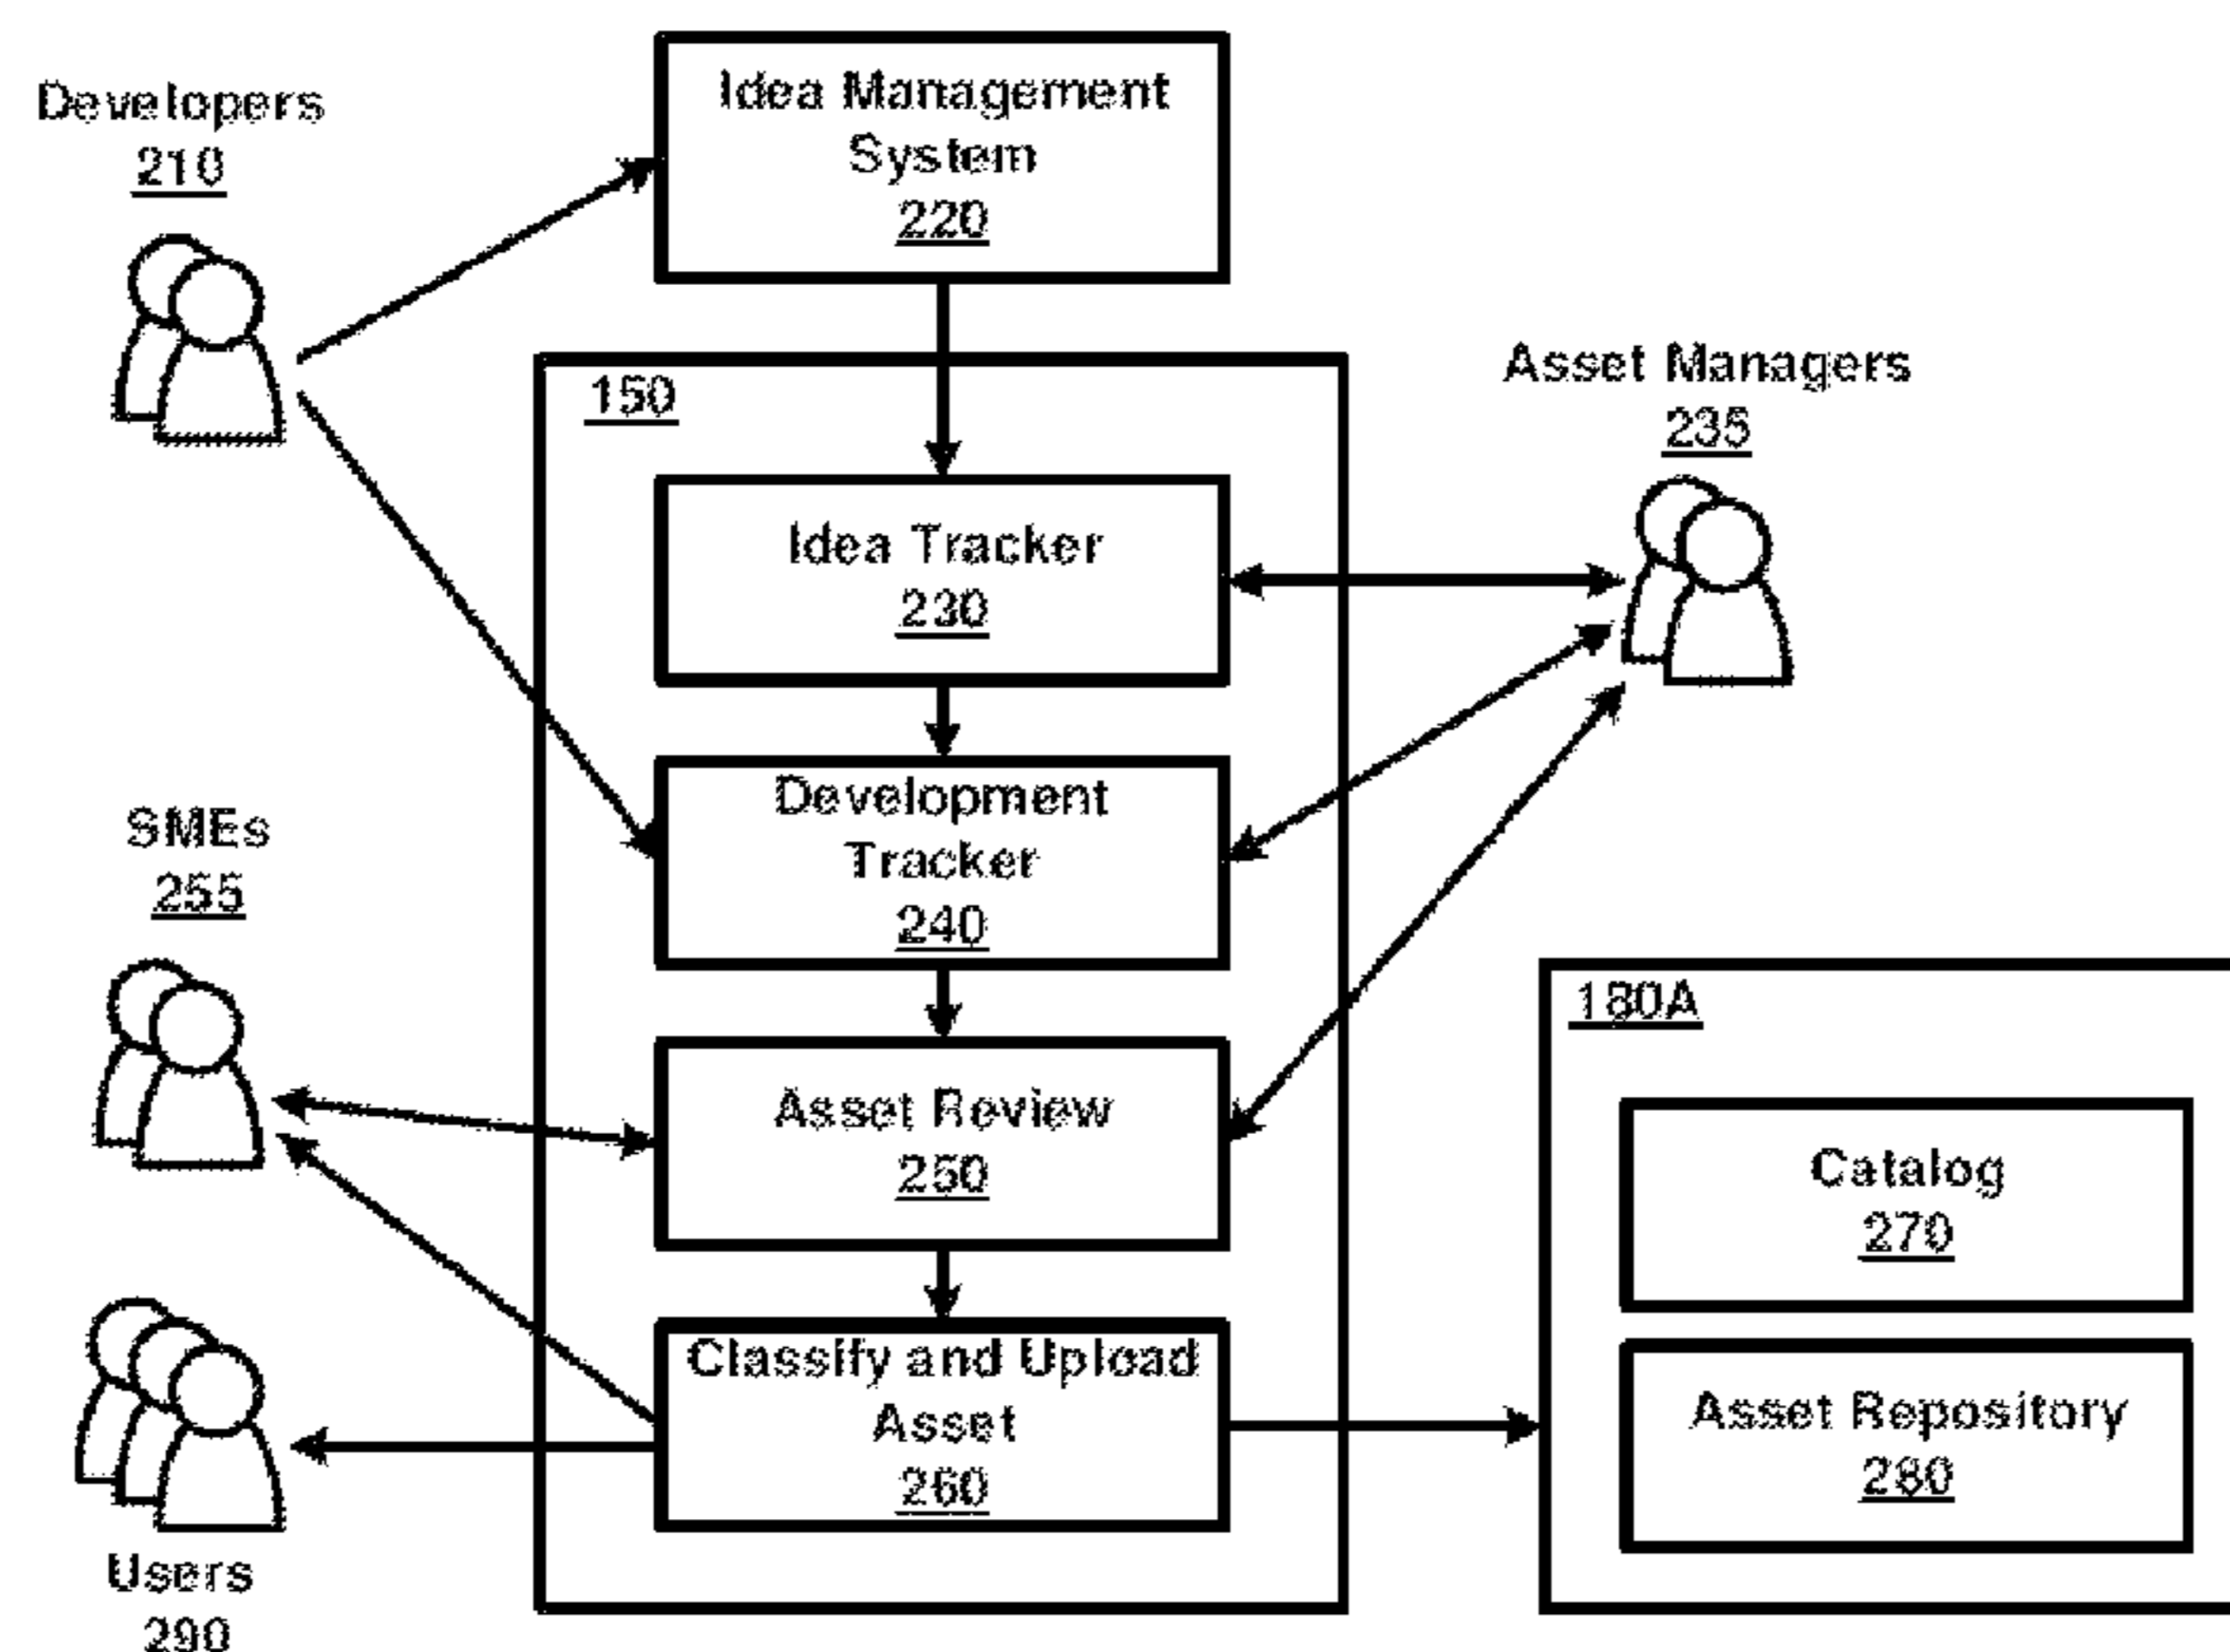 Developers
210
Idea Management
System
220
150
Asset Managers
235
Idea Tracker
230
Development
Tracker
240
SMEs
255
180A
Asset Review
250
Catalog
270
Classify and Upload
Asset
260
Asset Repository
280
Users
290